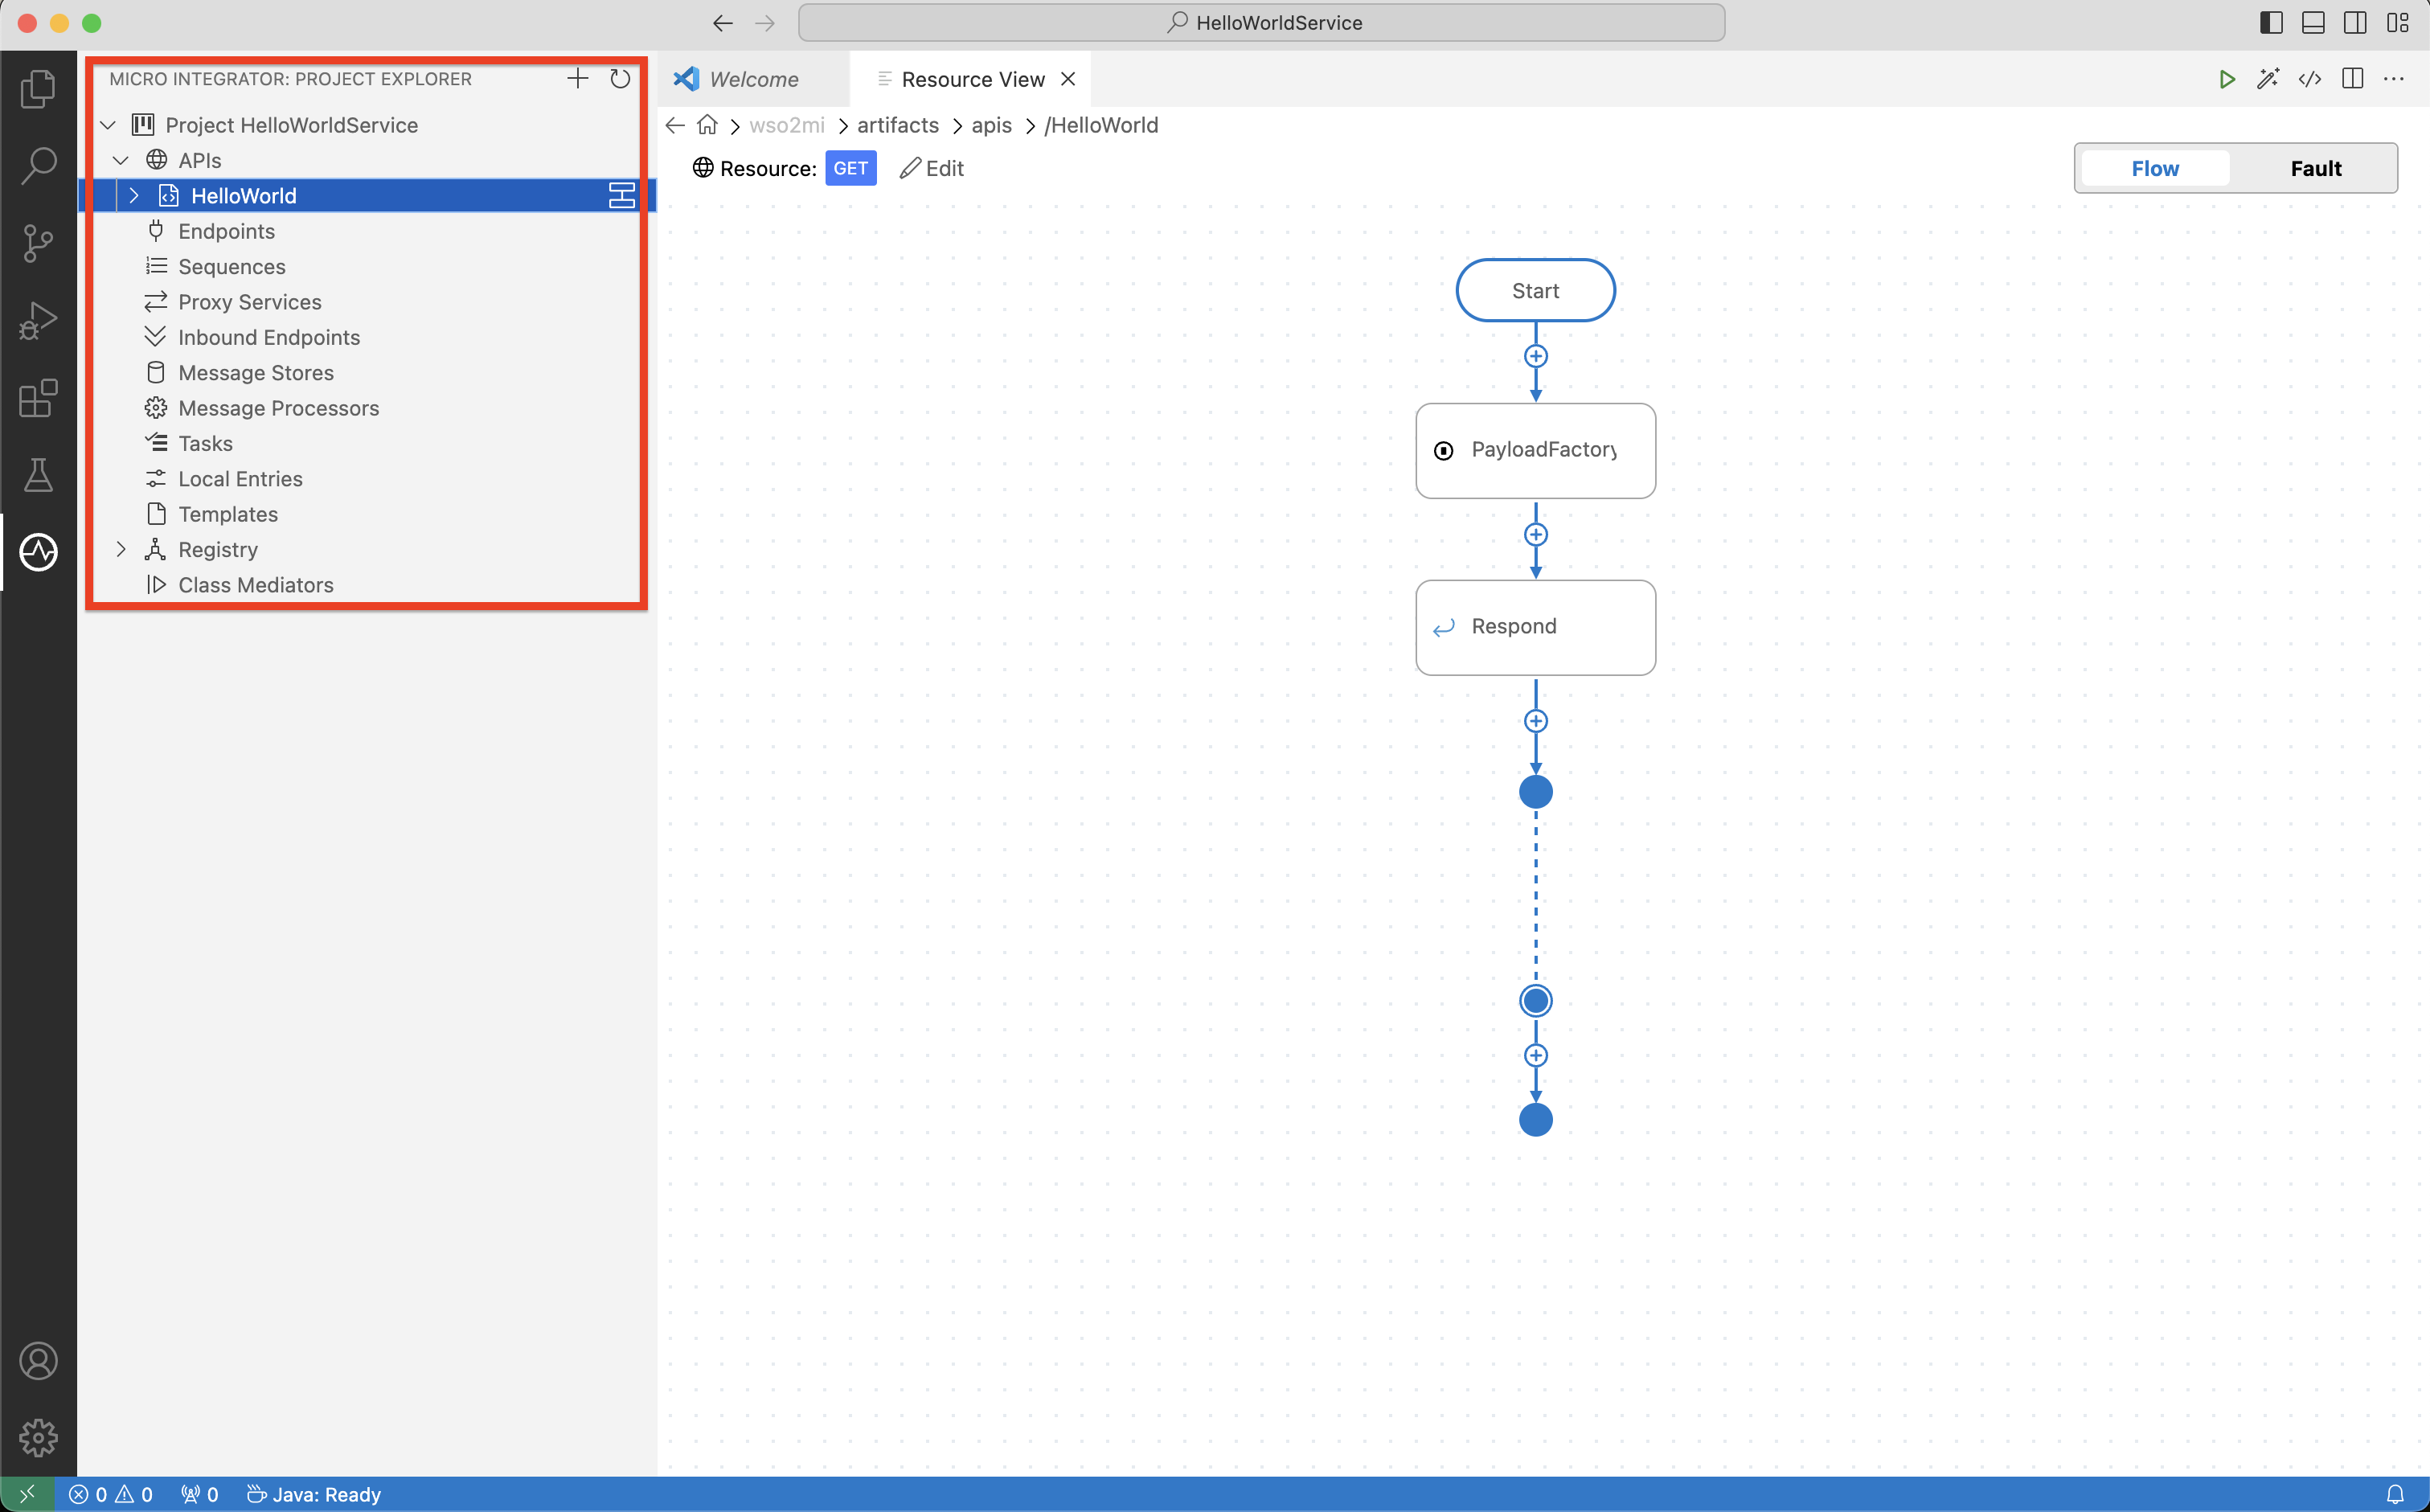 HelloWorldService
MICRO INTEGRATOR: PROJECT EXPLORER
Project HelloWorldService
APIs
HelloWorld
Endpoints
Sequences
Proxy Services
Inbound Endpoints
Message Stores
Message Processors
Tasks
Local Entries
Templates
Registry
Class Mediators
Welcome
Resource View
wso2mi > artifacts > apis > /HelloWorld
Resource: GET Edit
Flow Fault
Start
PayloadFactory
Respond
0 0 0 Java: Ready